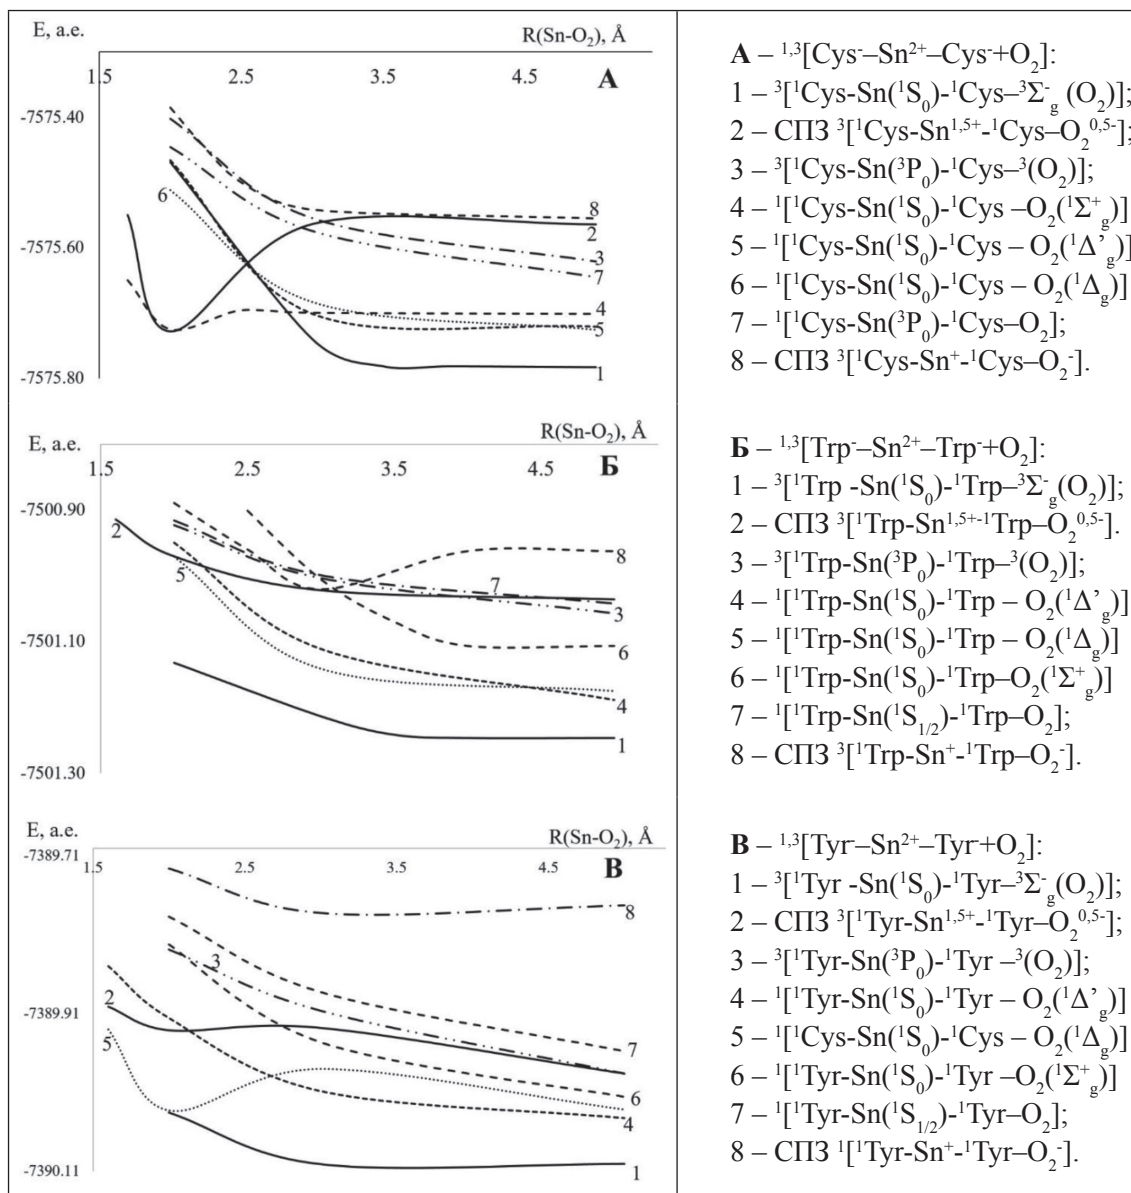 E, а.е.
R(Sn-O₂), Å
1.5 2.5 3.5 4.5 А
-7575.40
-7575.60
-7575.80
6
8
2
3
7
4
5
1
А – ¹,³[Cys⁻–Sn²⁺–Cys⁻+O₂]:
1 – ³[¹Cys-Sn(¹S₀)-¹Cys–³Σ⁻g (O₂)];
2 – СПЗ ³[¹Cys-Sn¹,⁵⁺-¹Cys–O₂⁰,⁵⁻];
3 – ³[¹Cys-Sn(³P₀)-¹Cys–³(O₂)];
4 – ¹[¹Cys-Sn(¹S₀)-¹Cys –O₂(¹Σ⁺g)]
5 – ¹[¹Cys-Sn(¹S₀)-¹Cys – O₂(¹Δ’g)]
6 – ¹[¹Cys-Sn(¹S₀)-¹Cys – O₂(¹Δg)]
7 – ¹[¹Cys-Sn(³P₀)-¹Cys–O₂];
8 – СПЗ ³[¹Cys-Sn⁺-¹Cys–O₂⁻].
E, а.е.
R(Sn-O₂), Å
1.5 2.5 3.5 4.5 Б
-7500.90
-7501.10
-7501.30
2
5
8
7
3
6
4
1
Б – ¹,³[Trp⁻–Sn²⁺–Trp⁻+O₂]:
1 – ³[¹Trp -Sn(¹S₀)-¹Trp–³Σ⁻g(O₂)];
2 – СПЗ ³[¹Trp-Sn¹,⁵⁺⁻¹Trp–O₂⁰,⁵⁻].
3 – ³[¹Trp-Sn(³P₀)-¹Trp–³(O₂)];
4 – ¹[¹Trp-Sn(¹S₀)-¹Trp – O₂(¹Δ’g)]
5 – ¹[¹Trp-Sn(¹S₀)-¹Trp – O₂(¹Δg)]
6 – ¹[¹Trp-Sn(¹S₀)-¹Trp–O₂(¹Σ⁺g)]
7 – ¹[¹Trp-Sn(¹S₁/₂)-¹Trp–O₂];
8 – СПЗ ³[¹Trp-Sn⁺-¹Trp–O₂⁻].
E, а.е.
R(Sn-O₂), Å
-7389.71
1.5 2.5 3.5 4.5 В
-7389.91
-7390.11
8
3
2
5
7
6
4
1
В – ¹,³[Tyr⁻–Sn²⁺–Tyr⁻+O₂]:
1 – ³[¹Tyr -Sn(¹S₀)-¹Tyr–³Σ⁻g(O₂)];
2 – СПЗ ³[¹Tyr-Sn¹,⁵⁺-¹Tyr–O₂⁰,⁵⁻];
3 – ³[¹Tyr-Sn(³P₀)-¹Tyr –³(O₂)];
4 – ¹[¹Tyr-Sn(¹S₀)-¹Tyr – O₂(¹Δ’g)]
5 – ¹[¹Cys-Sn(¹S₀)-¹Cys – O₂(¹Δg)]
6 – ¹[¹Tyr-Sn(¹S₀)-¹Tyr –O₂(¹Σ⁺g)]
7 – ¹[¹Tyr-Sn(¹S₁/₂)-¹Tyr–O₂];
8 – СПЗ ¹[¹Tyr-Sn⁺-¹Tyr–O₂⁻].